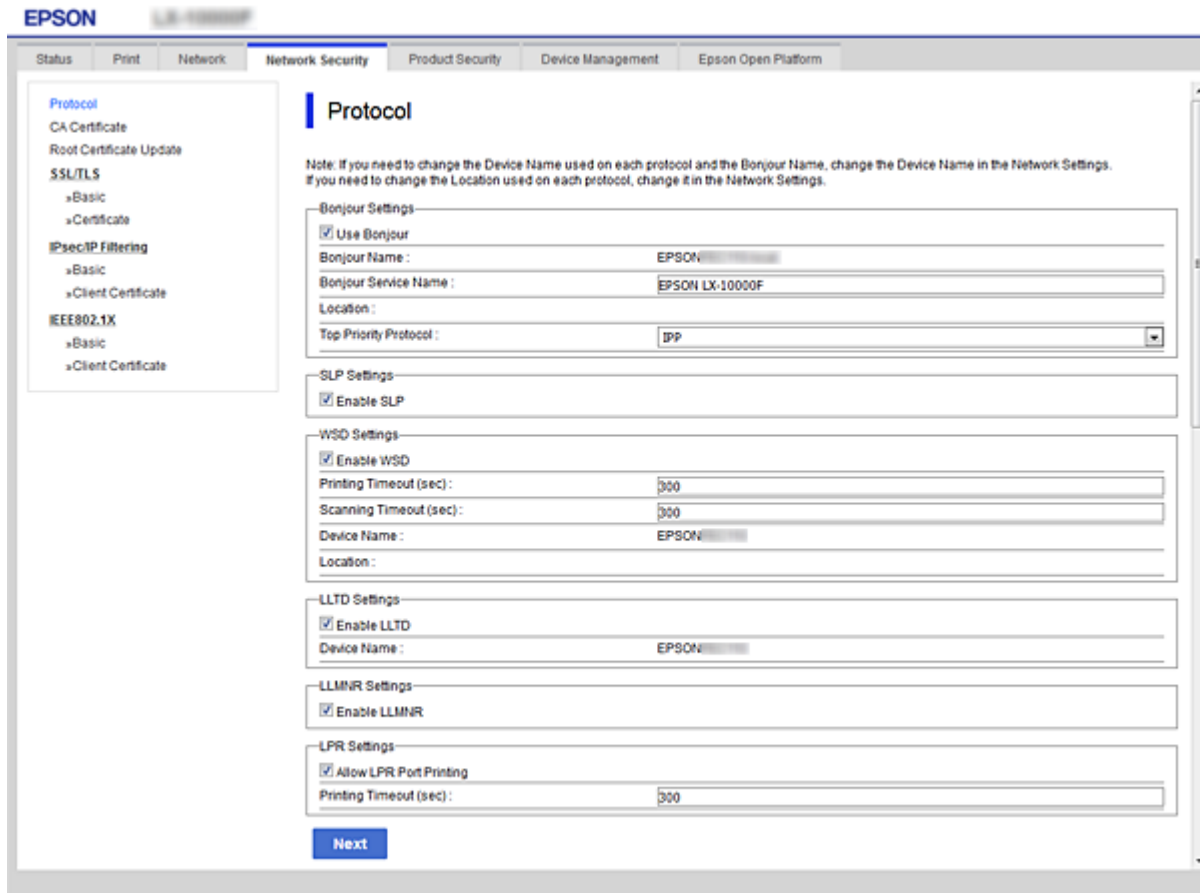 EPSON
Status Print Network Network Security Product Security Device Management Epson Open Platform
Protocol
CA Certificate
Root Certificate Update
SSL/TLS
»Basic
»Certificate
IPsec/IP Filtering
»Basic
»Client Certificate
IEEE802.1X
»Basic
»Client Certificate
Protocol
Note: If you need to change the Device Name used on each protocol and the Bonjour Name, change the Device Name in the Network Settings.
If you need to change the Location used on each protocol, change it in the Network Settings.
Bonjour Settings
Use Bonjour
Bonjour Name : EPSON
Bonjour Service Name : EPSON LX-10000F
Location :
Top Priority Protocol : IPP
SLP Settings
Enable SLP
WSD Settings
Enable WSD
Printing Timeout (sec) : 300
Scanning Timeout (sec) : 300
Device Name : EPSON
Location :
LLTD Settings
Enable LLTD
Device Name : EPSON
LLMNR Settings
Enable LLMNR
LPR Settings
Allow LPR Port Printing
Printing Timeout (sec) : 300
Next